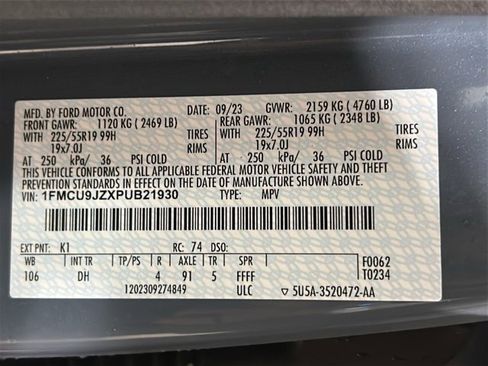 MFD. BY FORD MOTOR CO. DATE: 09/23 GVWR: 2159 KG ( 4760 LB)
FRONT GAWR: 1120 KG ( 2469 LB) REAR GAWR: 1065 KG ( 2348 LB)
225/55R19 99H TIRES WITH 225/55R19 99H TIRES
WITH 19x7.0J RIMS 19x7.0J RIMS
AT 250 kPa/ 36 PSI COLD AT 250 kPa/ 36 PSI COLD
THIS VEHICLE CONFORMS TO ALL APPLICABLE FEDERAL MOTOR VEHICLE
SAFETY AND THEFT PREVENTION STANDARDS IN EFFECT ON THE DATE OF MANUFACTURE SHOWN ABOVE.
VIN: 1FMCU9JZXPUB21930 TYPE: MPV
EXT PNT: K1 RC: 74 DSO: F0062
WB INT TR TP/PS R AXLE TR SPR T0234
106 DH 4 91 5 FFFF
1202309274849 ULC ▽ 5U5A-3520472-AA